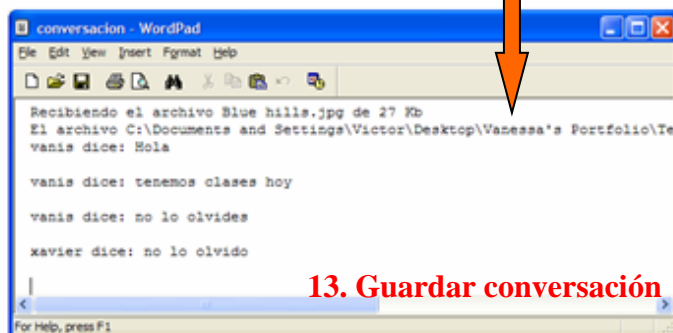 conversacion - WordPad
File Edit View Insert Format Help
Recibiendo el archivo Blue hills.jpg de 27 Kb
El archivo C:\Documents and Settings\Victor\Desktop\Vanessa's Portfolio\Te
vanis dice: Hola
vanis dice: tenemos clases hoy
vanis dice: no lo olvides
xavier dice: no lo olvido
13. Guardar conversación
For Help, press F1